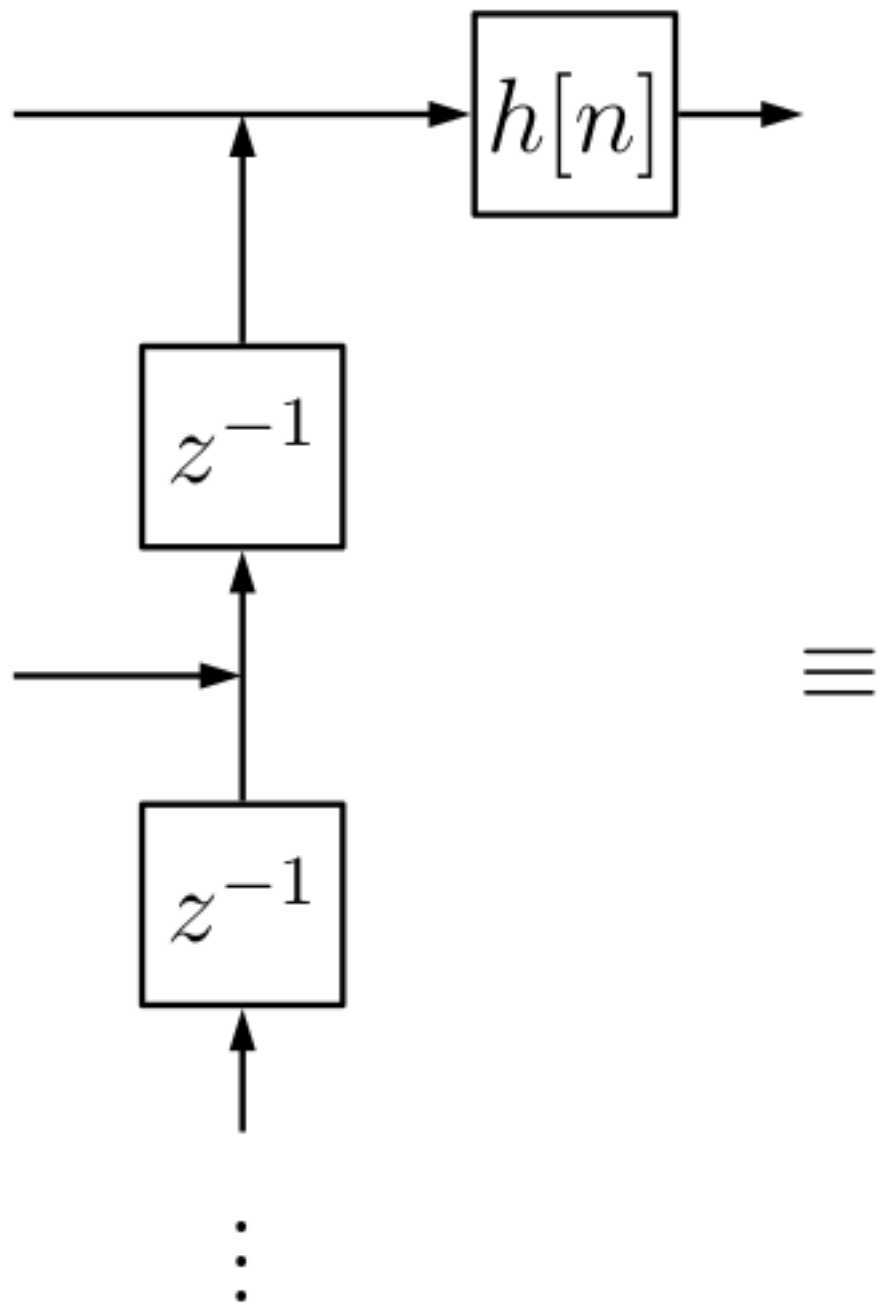 h[n]
z^{-1}
≡
z^{-1}
⋮